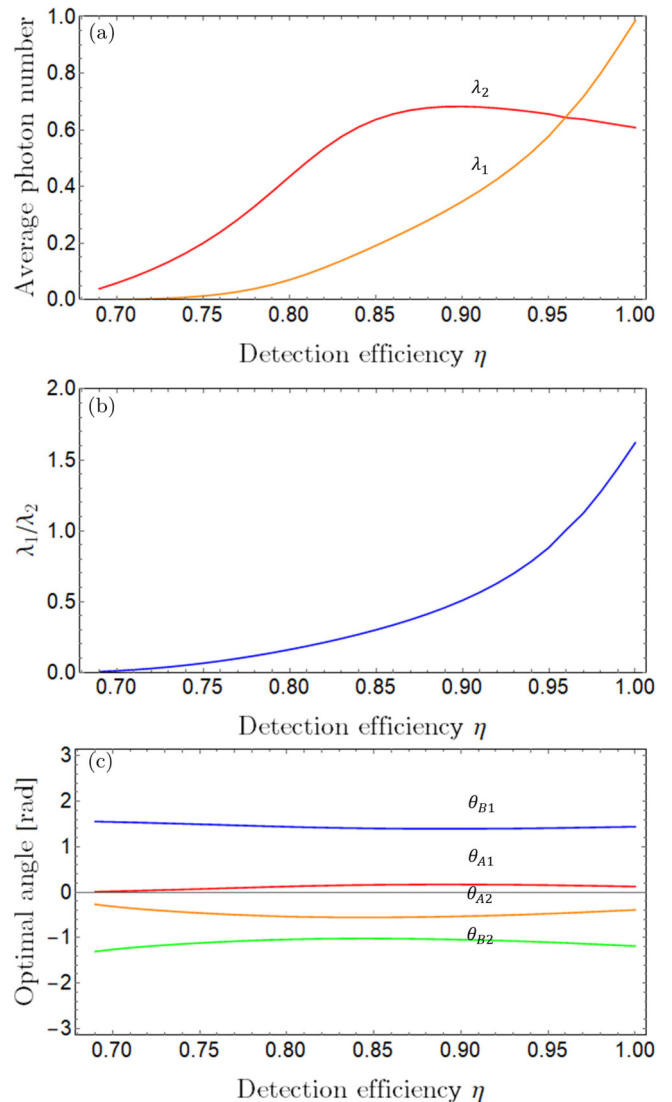 (a)
Average photon number
1.0
0.8
0.6
0.4
0.2
0.0
λ₂
λ₁
0.70 0.75 0.80 0.85 0.90 0.95 1.00
Detection efficiency η
(b)
λ₁/λ₂
2.0
1.5
1.0
0.5
0.0
0.70 0.75 0.80 0.85 0.90 0.95 1.00
Detection efficiency η
(c)
Optimal angle [rad]
3
2
1
0
−1
−2
−3
θ_B1
θ_A1
θ_A2
θ_B2
0.70 0.75 0.80 0.85 0.90 0.95 1.00
Detection efficiency η